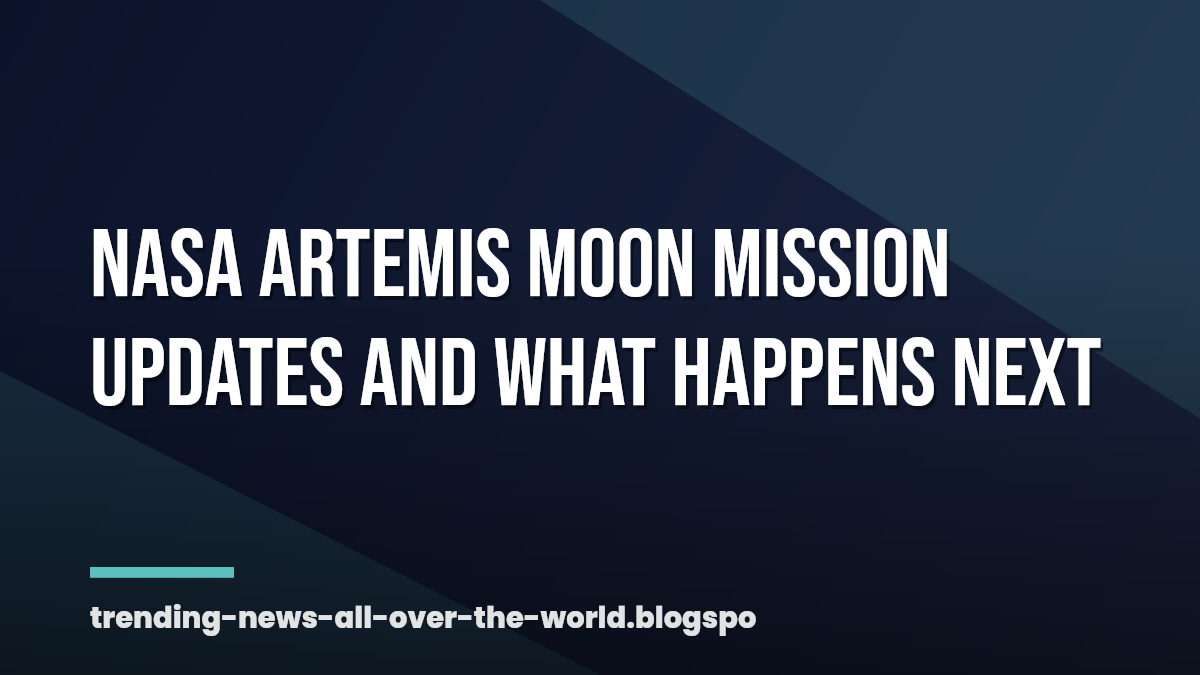 NASA ARTEMIS MOON MISSION
UPDATES AND WHAT HAPPENS NEXT
trending-news-all-over-the-world.blogspo